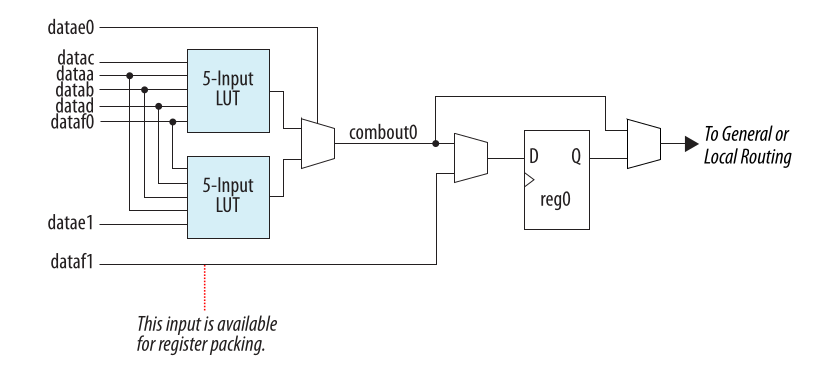 datae0
datac
dataa
datab
datad
dataf0
5-Input
LUT
combout0
D Q
reg0
To General or
Local Routing
5-Input
LUT
datae1
dataf1
This input is available
for register packing.